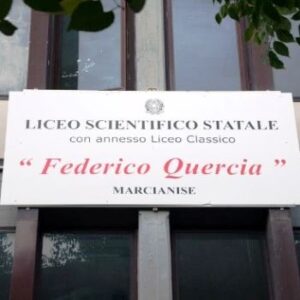 LICEO SCIENTIFICO STATALE
con annesso Liceo Classico
“ Federico Quercia ”
MARCIANISE